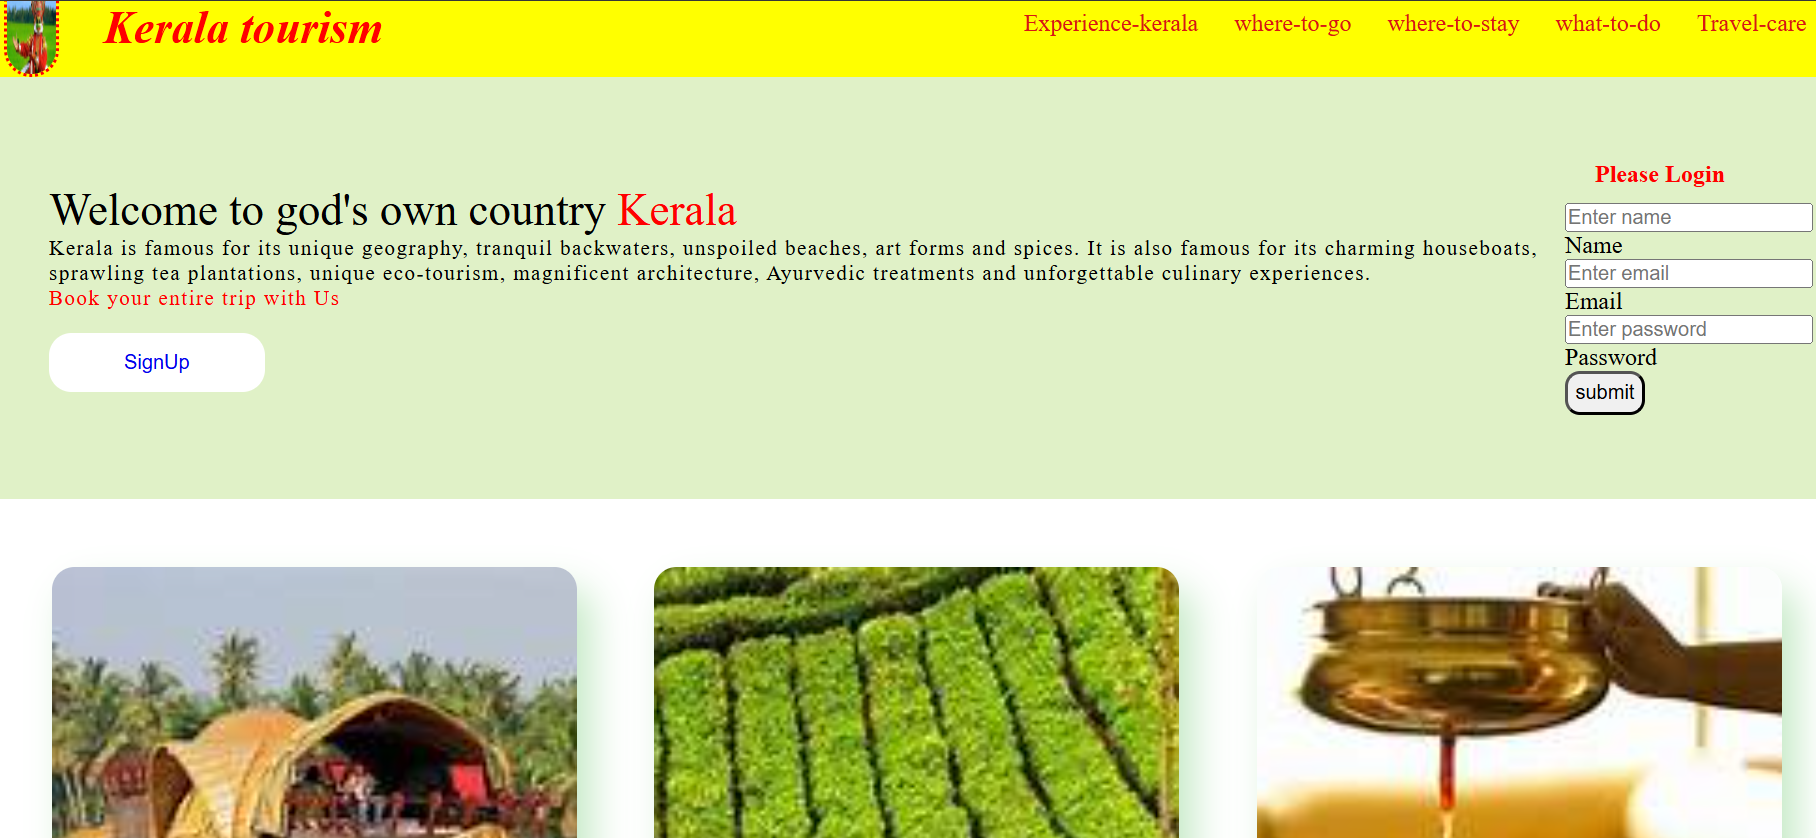 Kerala tourism
Experience-kerala where-to-go where-to-stay what-to-do Travel-care
Welcome to god's own country Kerala
Kerala is famous for its unique geography, tranquil backwaters, unspoiled beaches, art forms and spices. It is also famous for its charming houseboats,
sprawling tea plantations, unique eco-tourism, magnificent architecture, Ayurvedic treatments and unforgettable culinary experiences.
Book your entire trip with Us
SignUp
Please Login
Enter name
Name
Enter email
Email
Enter password
Password
submit